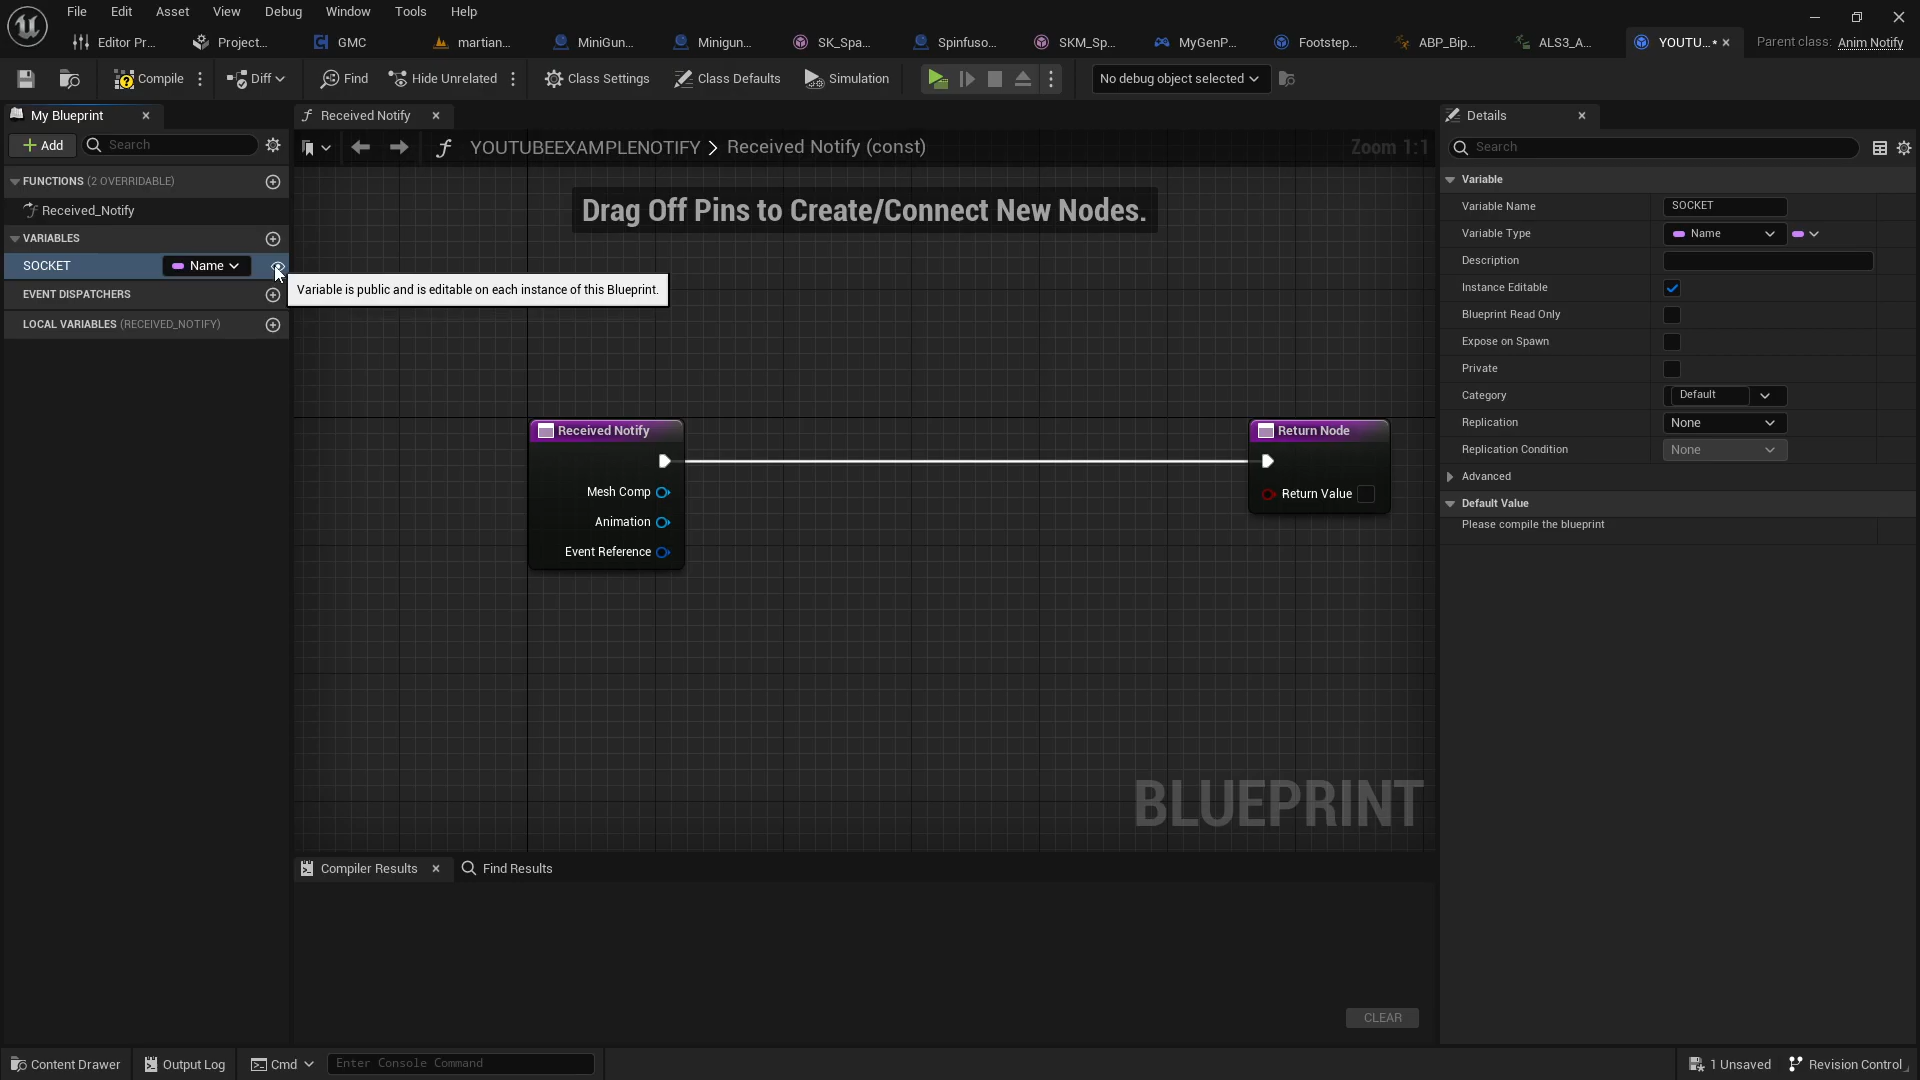 File Edit Asset View Debug Window Tools Help
Editor Pr... Project... GMC martian... MiniGun... Minigun... SK_Spa... Spinfuso... SKM_Sp... MyGenP... Footstep... ABP_Bip... ALS3_A... YOUTU...* Parent class: Anim Notify
Compile Diff Find Hide Unrelated Class Settings Class Defaults Simulation No debug object selected
My Blueprint
Add Search
FUNCTIONS (2 OVERRIDABLE)
Received_Notify
VARIABLES
SOCKET Name
EVENT DISPATCHERS
LOCAL VARIABLES (RECEIVED_NOTIFY)
Variable is public and is editable on each instance of this Blueprint.
Received Notify
YOUTUBEEXAMPLENOTIFY > Received Notify (const) Zoom 1:1
Drag Off Pins to Create/Connect New Nodes.
Received Notify
Mesh Comp
Animation
Event Reference
Return Node
Return Value
BLUEPRINT
Compiler Results Find Results
CLEAR
Details
Search
Variable
Variable Name SOCKET
Variable Type Name
Description
Instance Editable
Blueprint Read Only
Expose on Spawn
Private
Category Default
Replication None
Replication Condition None
Advanced
Default Value
Please compile the blueprint
Content Drawer Output Log Cmd Enter Console Command 1 Unsaved Revision Control